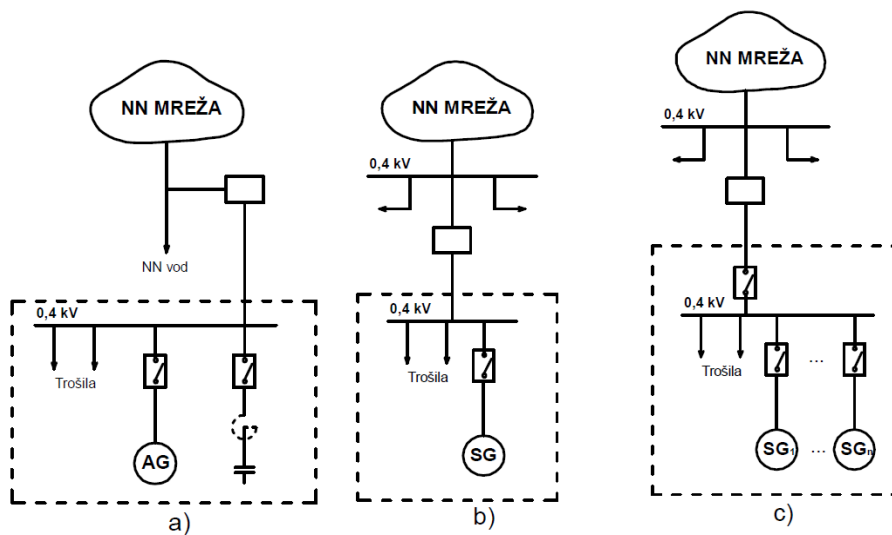 NN MREŽA
NN vod
0,4 kV
Trošila
AG
a)
NN MREŽA
0,4 kV
0,4 kV
Trošila
SG
b)
NN MREŽA
0,4 kV
0,4 kV
Trošila
...
SG1 ... SGn
c)